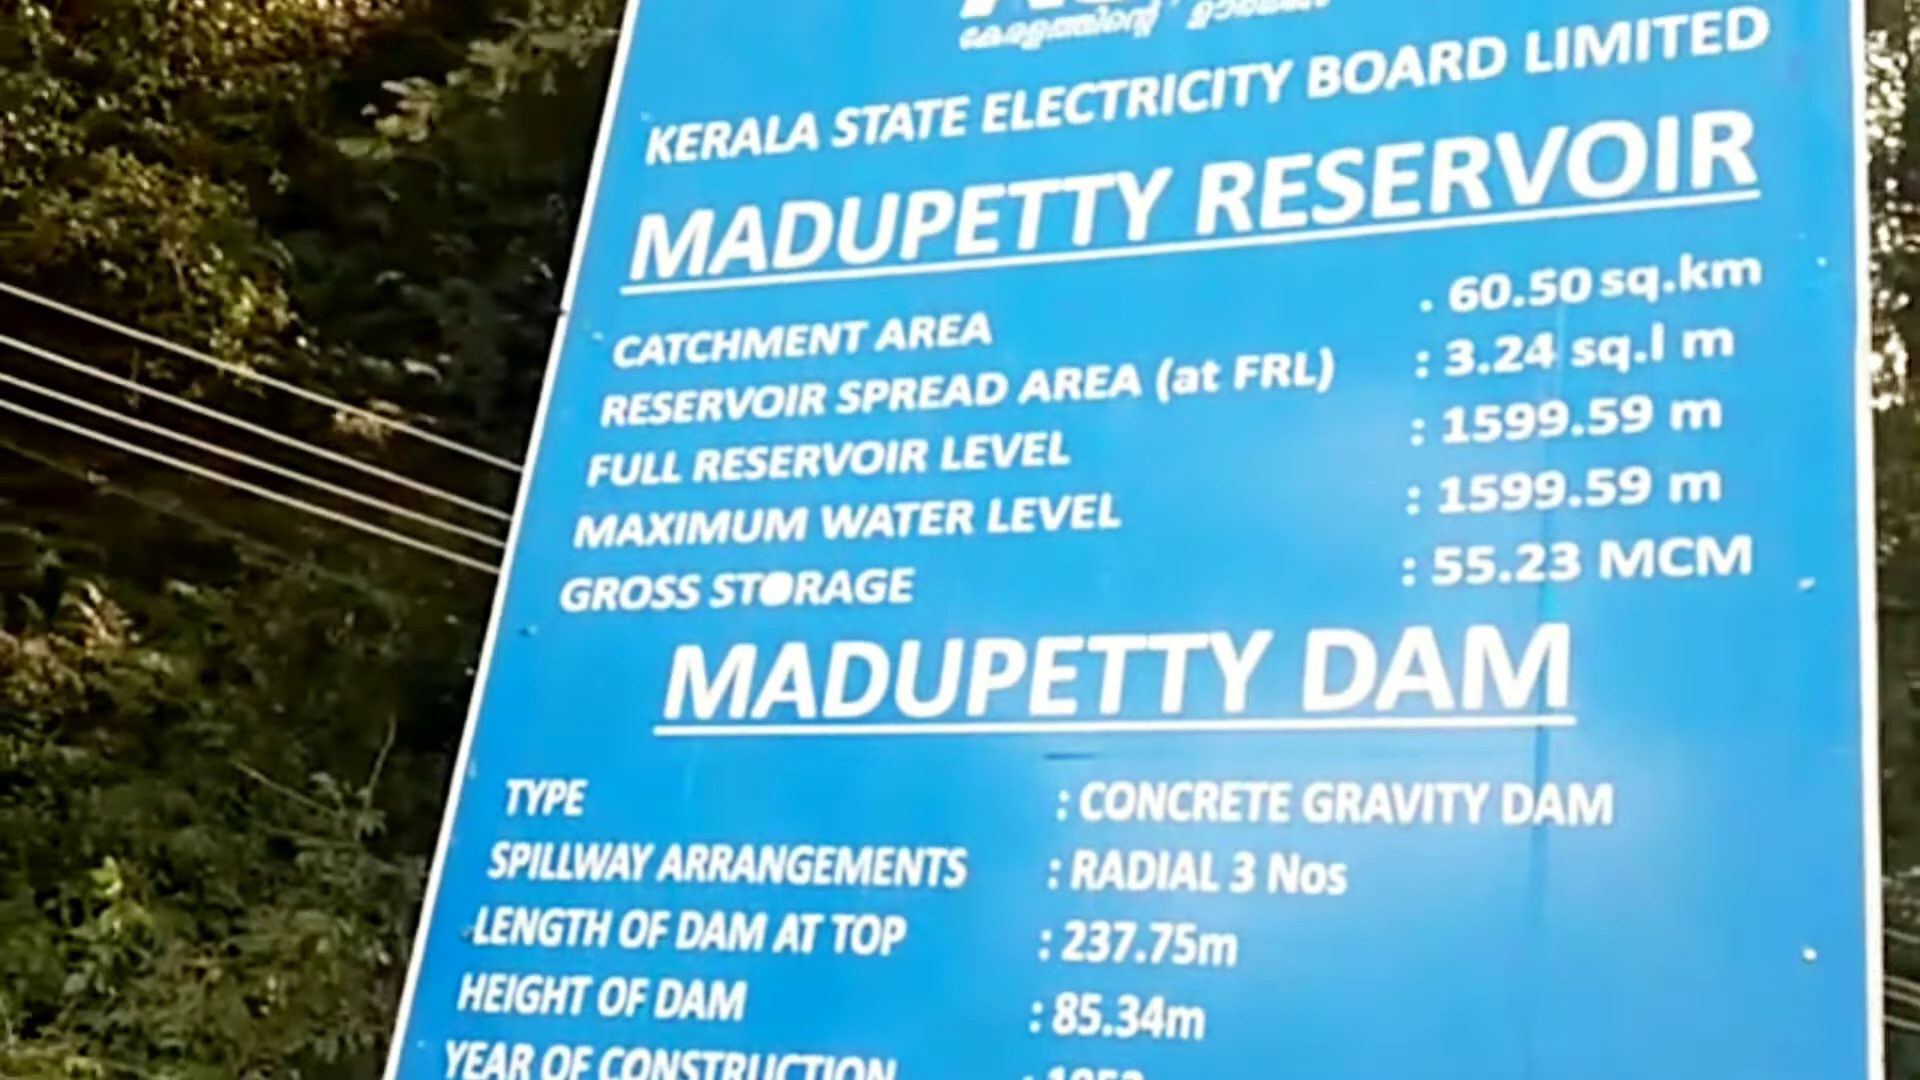 കേരളത്തിന്റെ
KERALA STATE ELECTRICITY BOARD LIMITED
MADUPETTY RESERVOIR
CATCHMENT AREA . 60.50 sq.km
RESERVOIR SPREAD AREA (at FRL) : 3.24 sq.l m
FULL RESERVOIR LEVEL : 1599.59 m
MAXIMUM WATER LEVEL : 1599.59 m
GROSS STORAGE : 55.23 MCM
MADUPETTY DAM
TYPE : CONCRETE GRAVITY DAM
SPILLWAY ARRANGEMENTS : RADIAL 3 Nos
LENGTH OF DAM AT TOP : 237.75m
HEIGHT OF DAM : 85.34m
YEAR OF CONSTRUCTION :